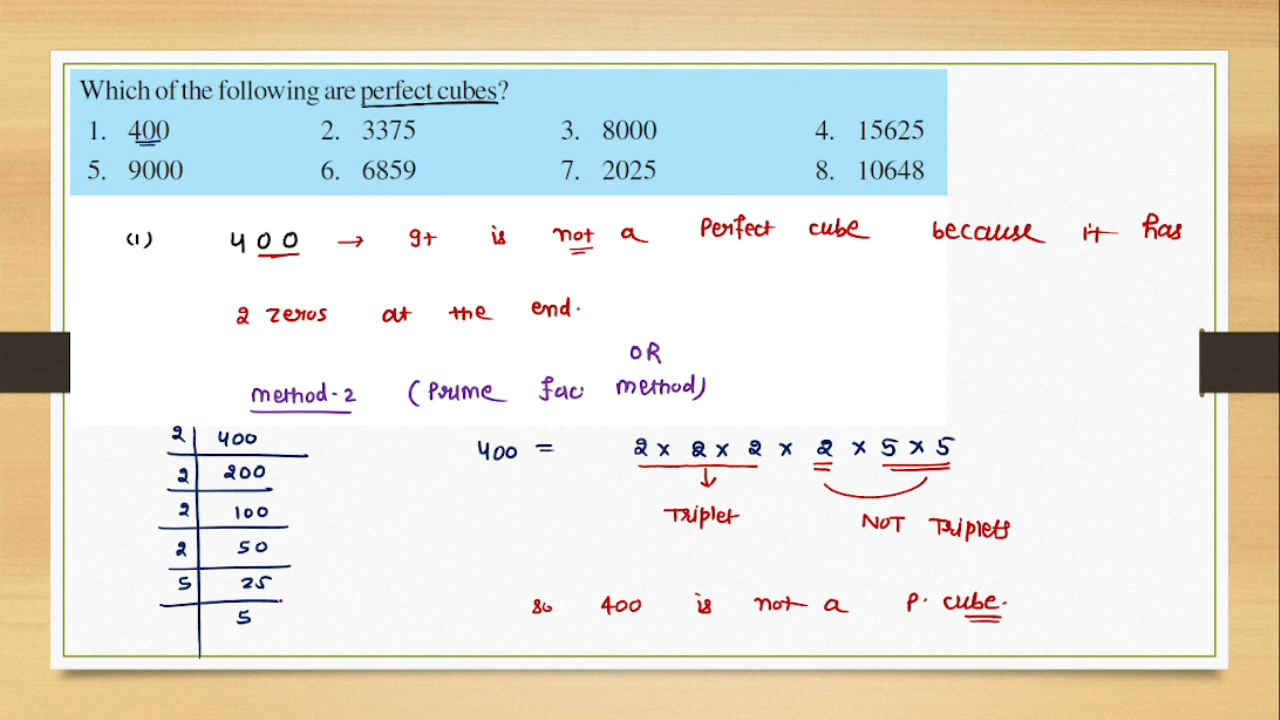 Which of the following are perfect cubes?
1. 400 2. 3375 3. 8000 4. 15625
5. 9000 6. 6859 7. 2025 8. 10648
(1) 400 → It is not a Perfect cube because it has
2 zeros at the end.
OR
method-2 (Prime fac. method)
2 | 400
2 | 200
2 | 100
2 | 50
5 | 25
5
400 = 2 × 2 × 2 × 2 × 5 × 5
Triplet
NOT Triplets
so 400 is not a P. cube.